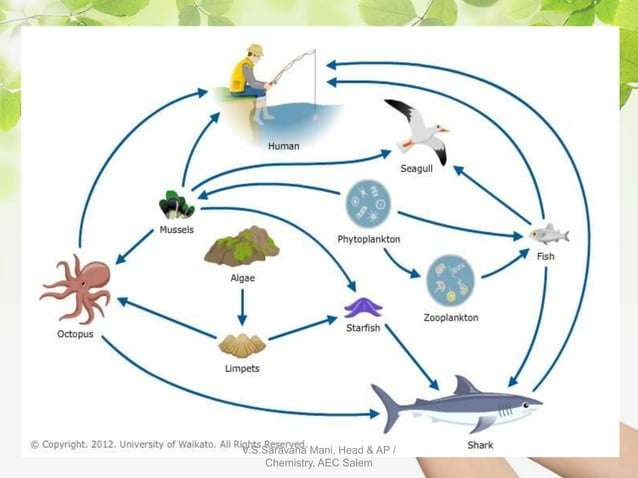 Human
Seagull
Mussels
Phytoplankton
Fish
Algae
Zooplankton
Starfish
Octopus
Limpets
Shark
© Copyright. 2012. University of Waikato. All Rights Reserved.
V.S.Saravana Mani, Head & AP /
Chemistry, AEC Salem